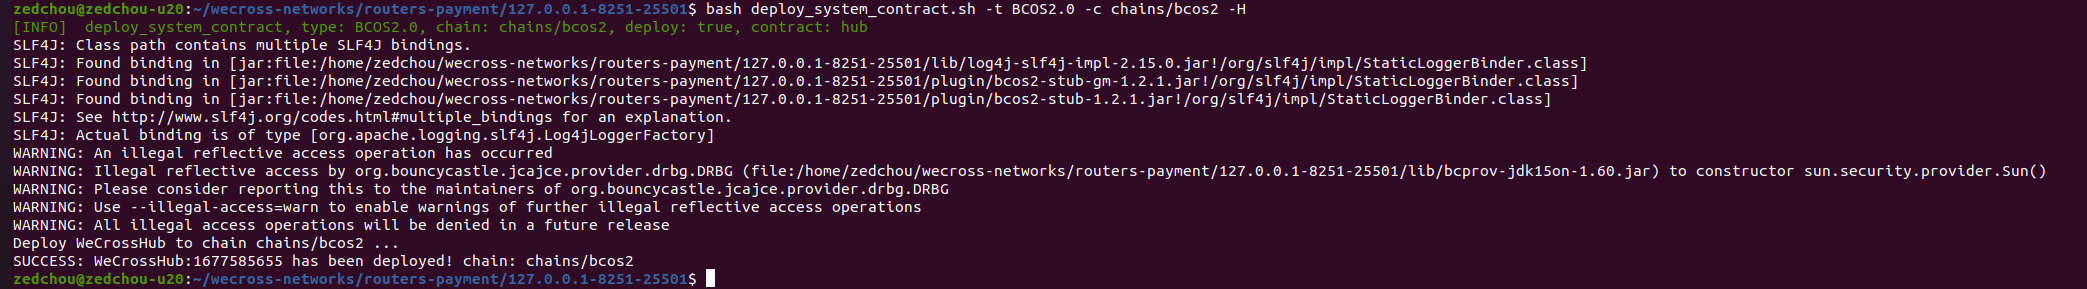 zedchou@zedchou-u20:~/wecross-networks/routers-payment/127.0.0.1-8251-25501$ bash deploy_system_contract.sh -t BCOS2.0 -c chains/bcos2 -H
[INFO]  deploy_system_contract, type: BCOS2.0, chain: chains/bcos2, deploy: true, contract: hub
SLF4J: Class path contains multiple SLF4J bindings.
SLF4J: Found binding in [jar:file:/home/zedchou/wecross-networks/routers-payment/127.0.0.1-8251-25501/lib/log4j-slf4j-impl-2.15.0.jar!/org/slf4j/impl/StaticLoggerBinder.class]
SLF4J: Found binding in [jar:file:/home/zedchou/wecross-networks/routers-payment/127.0.0.1-8251-25501/plugin/bcos2-stub-gm-1.2.1.jar!/org/slf4j/impl/StaticLoggerBinder.class]
SLF4J: Found binding in [jar:file:/home/zedchou/wecross-networks/routers-payment/127.0.0.1-8251-25501/plugin/bcos2-stub-1.2.1.jar!/org/slf4j/impl/StaticLoggerBinder.class]
SLF4J: See http://www.slf4j.org/codes.html#multiple_bindings for an explanation.
SLF4J: Actual binding is of type [org.apache.logging.slf4j.Log4jLoggerFactory]
WARNING: An illegal reflective access operation has occurred
WARNING: Illegal reflective access by org.bouncycastle.jcajce.provider.drbg.DRBG (file:/home/zedchou/wecross-networks/routers-payment/127.0.0.1-8251-25501/lib/bcprov-jdk15on-1.60.jar) to constructor sun.security.provider.Sun()
WARNING: Please consider reporting this to the maintainers of org.bouncycastle.jcajce.provider.drbg.DRBG
WARNING: Use --illegal-access=warn to enable warnings of further illegal reflective access operations
WARNING: All illegal access operations will be denied in a future release
Deploy WeCrossHub to chain chains/bcos2 ...
SUCCESS: WeCrossHub:1677585655 has been deployed! chain: chains/bcos2
zedchou@zedchou-u20:~/wecross-networks/routers-payment/127.0.0.1-8251-25501$